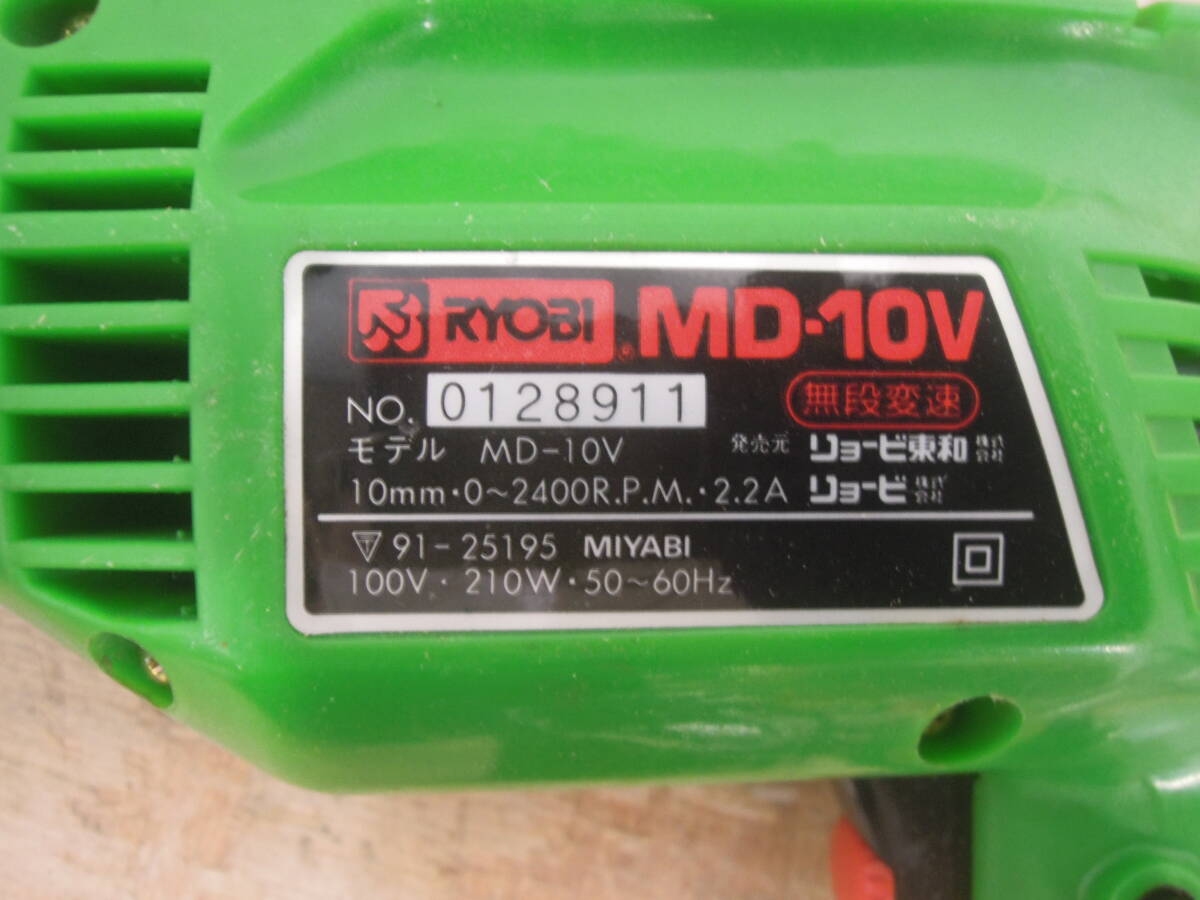 RYOBI® MD-10V
NO. 0128911 無段変速
モデル MD-10V 発売元 リョービ東和 株式会社
10mm・0～2400R.P.M.・2.2A リョービ 株式会社
▽T 91-25195 MIYABI
100V・210W・50～60Hz